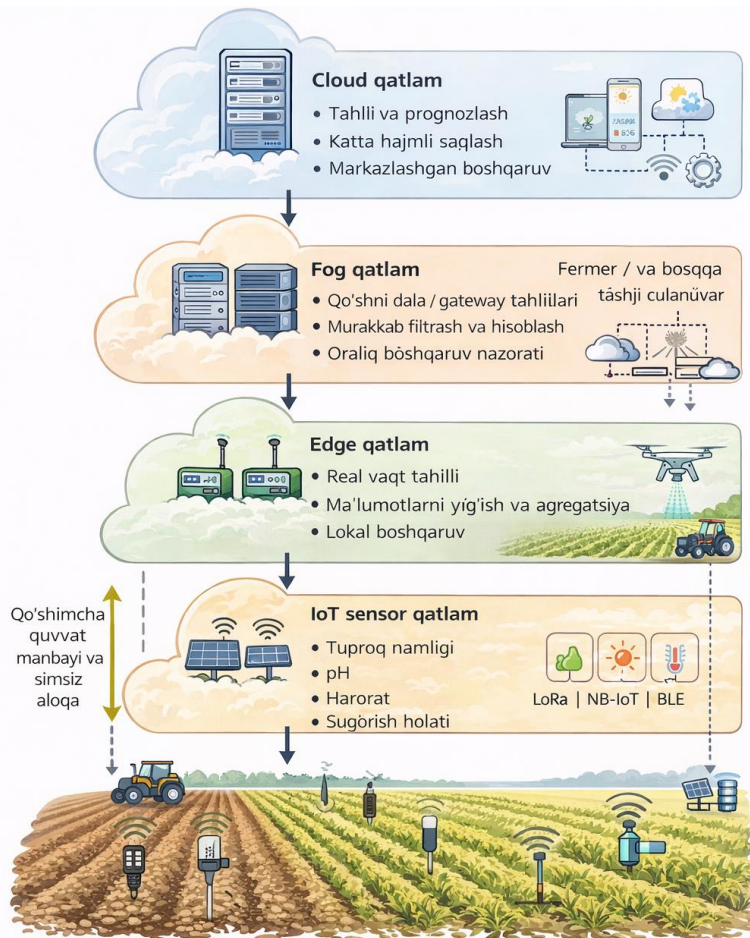 Cloud qatlam
• Tahlli va prognozlash
• Katta hajmli saqlash
• Markazlashgan boshqaruv
Fog qatlam
• Qo'shni dala / gateway tahlillari
• Murakkab filtrash va hisoblash
• Oraliq bòshqaruv nazorati
Fermer / va bosqqa
táshji culanüvar
Edge qatlam
• Real vaqt tahilli
• Ma'lumotlarni yíg'ish va agregatsiya
• Lokal boshqaruv
Qo'shimcha
quvvat
manbayi va
simsiz
aloqa
IoT sensor qatlam
• Tuproq namligi
• pH
• Harorat
• Sugòrish holati
LoRa | NB-IoT | BLE